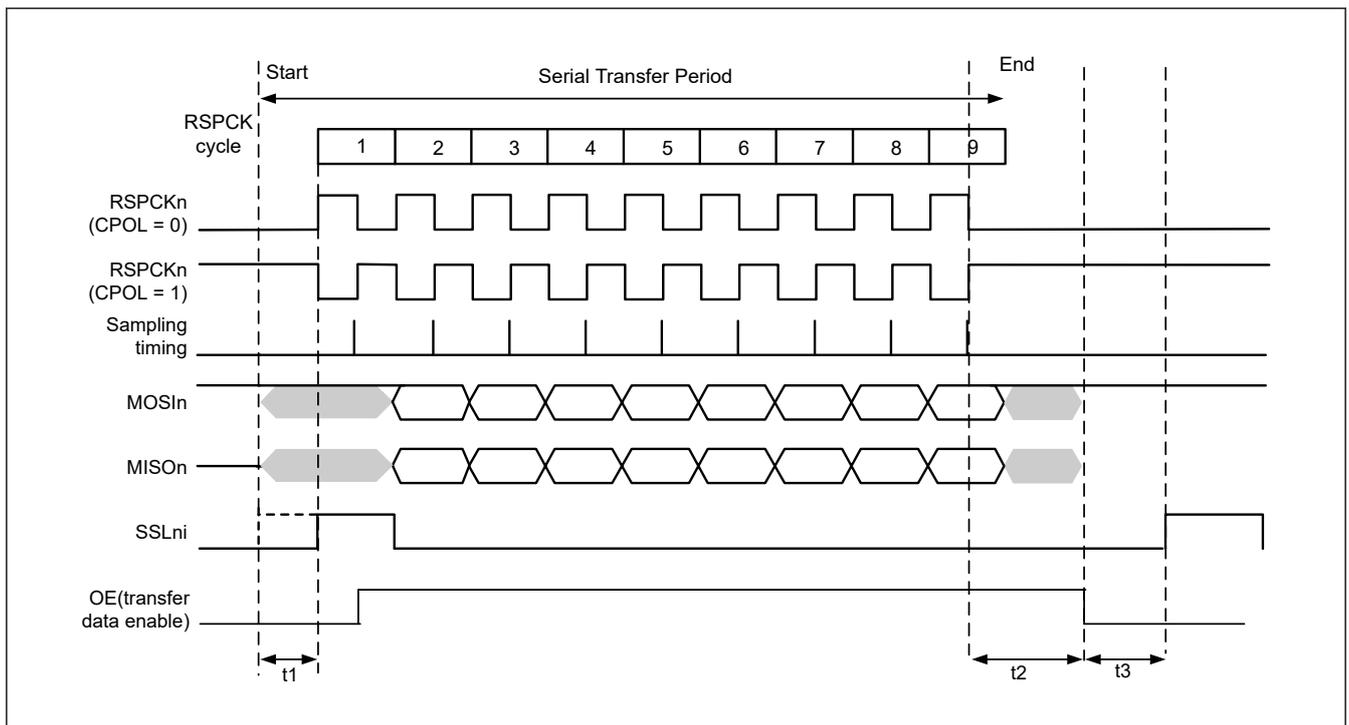 Start
Serial Transfer Period
End
RSPCK
cycle
1 2 3 4 5 6 7 8 9
RSPCKn
(CPOL = 0)
RSPCKn
(CPOL = 1)
Sampling
timing
MOSIn
MISOn
SSLni
OE(transfer
data enable)
t1
t2
t3